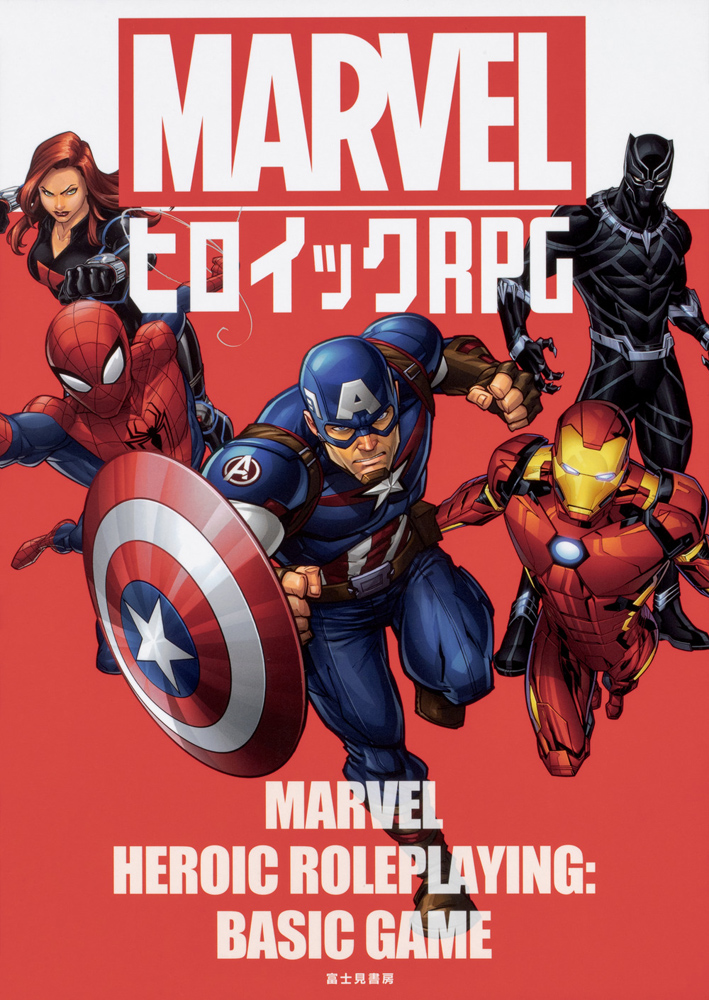 MARVEL
ヒロイックRPG
A
A
MARVEL
HEROIC ROLEPLAYING:
BASIC GAME
富士見書房